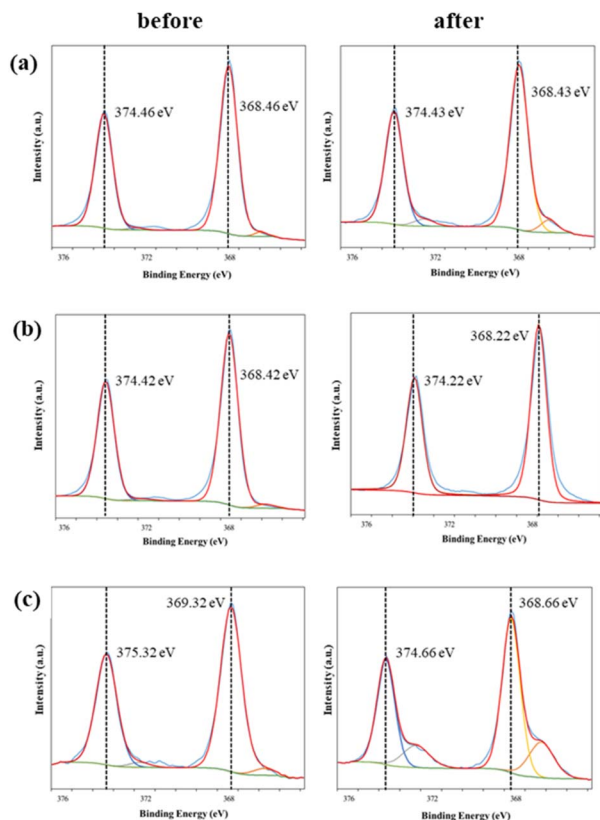 before after
(a)
374.46 eV 368.46 eV
Intensity (a.u.)
376 372 368
Binding Energy (eV)
374.43 eV 368.43 eV
Intensity (a.u.)
376 372 368
Binding Energy (eV)
(b)
374.42 eV 368.42 eV
Intensity (a.u.)
376 372 368
Binding Energy (eV)
368.22 eV
374.22 eV
Intensity (a.u.)
376 372 368
Binding Energy (eV)
(c)
369.32 eV
375.32 eV
Intensity (a.u.)
376 372 368
Binding Energy (eV)
368.66 eV
374.66 eV
Intensity (a.u.)
376 372 368
Binding Energy (eV)